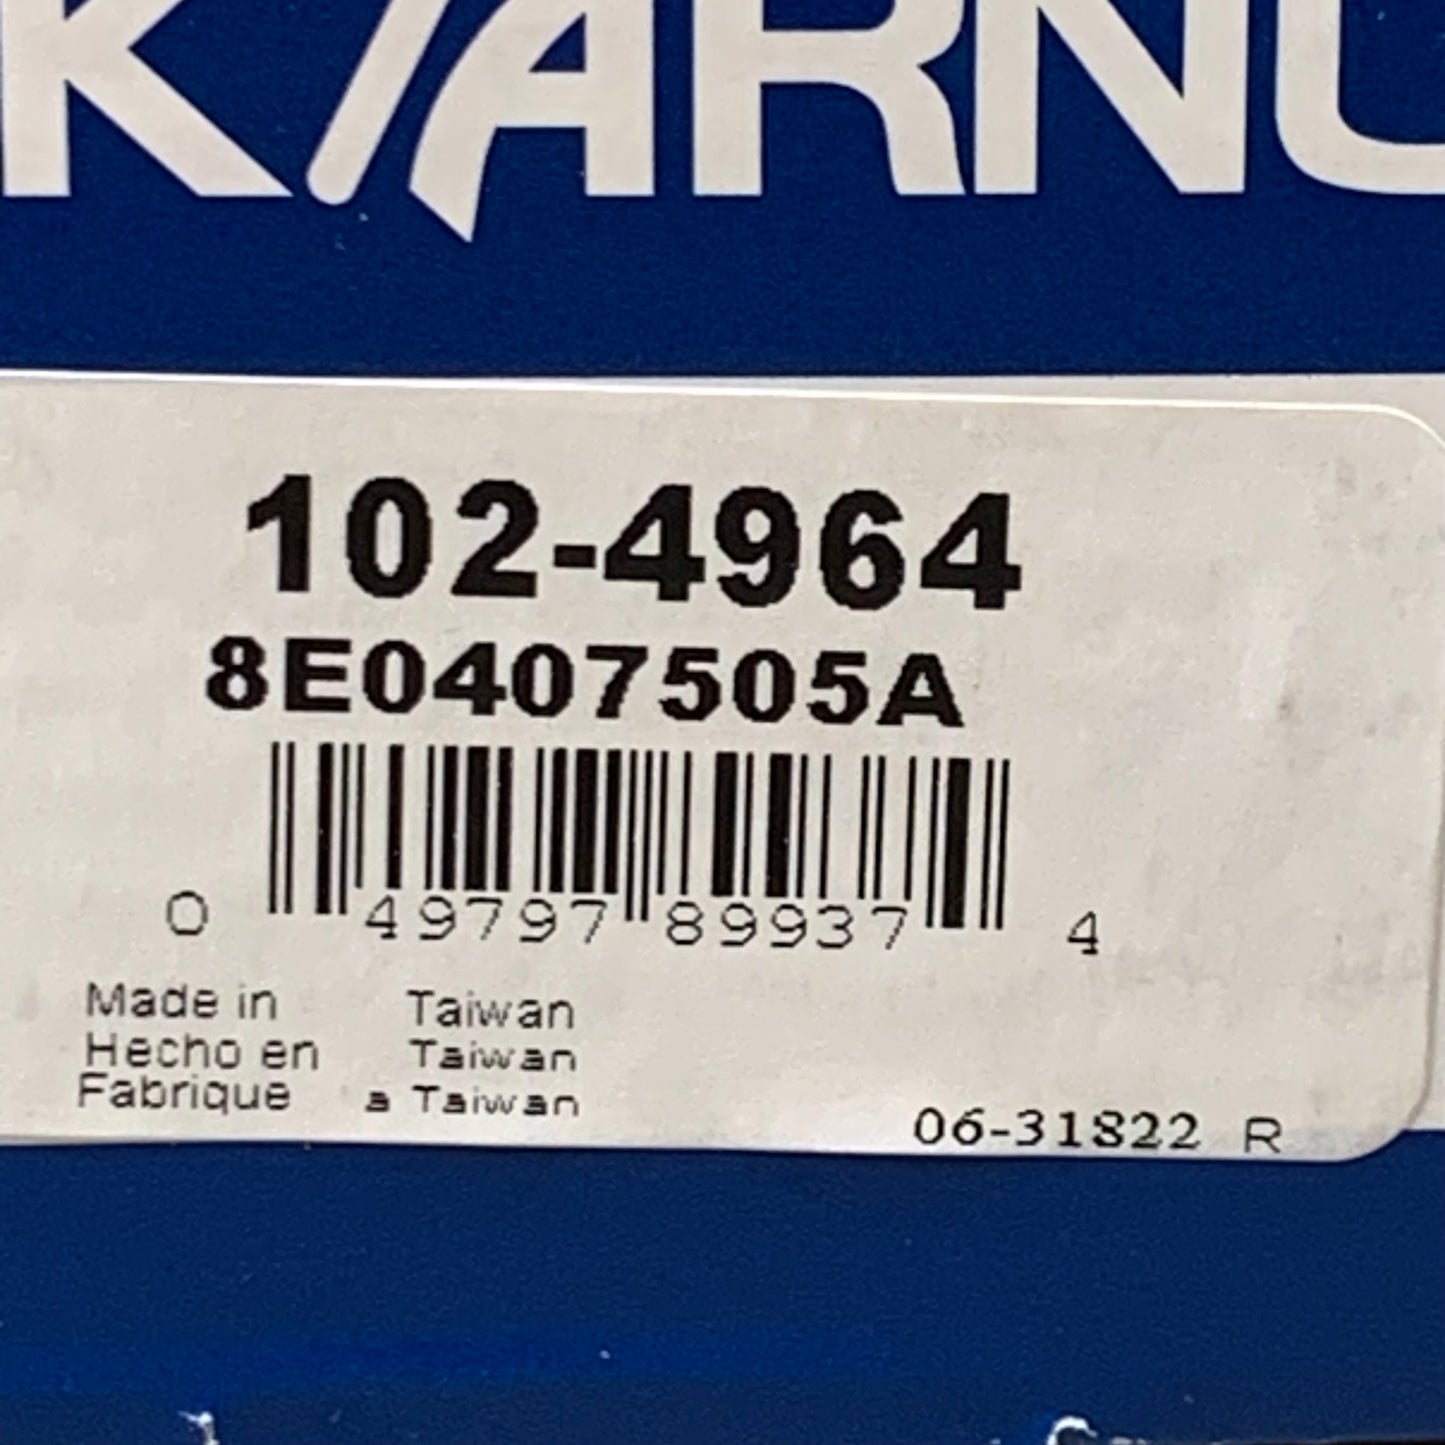 K/ARN
102-4964
8E0407505A
0 49797 89937 4
Made in Taiwan
Hecho en Taiwan
Fabrique a Taiwan
06-31822 R